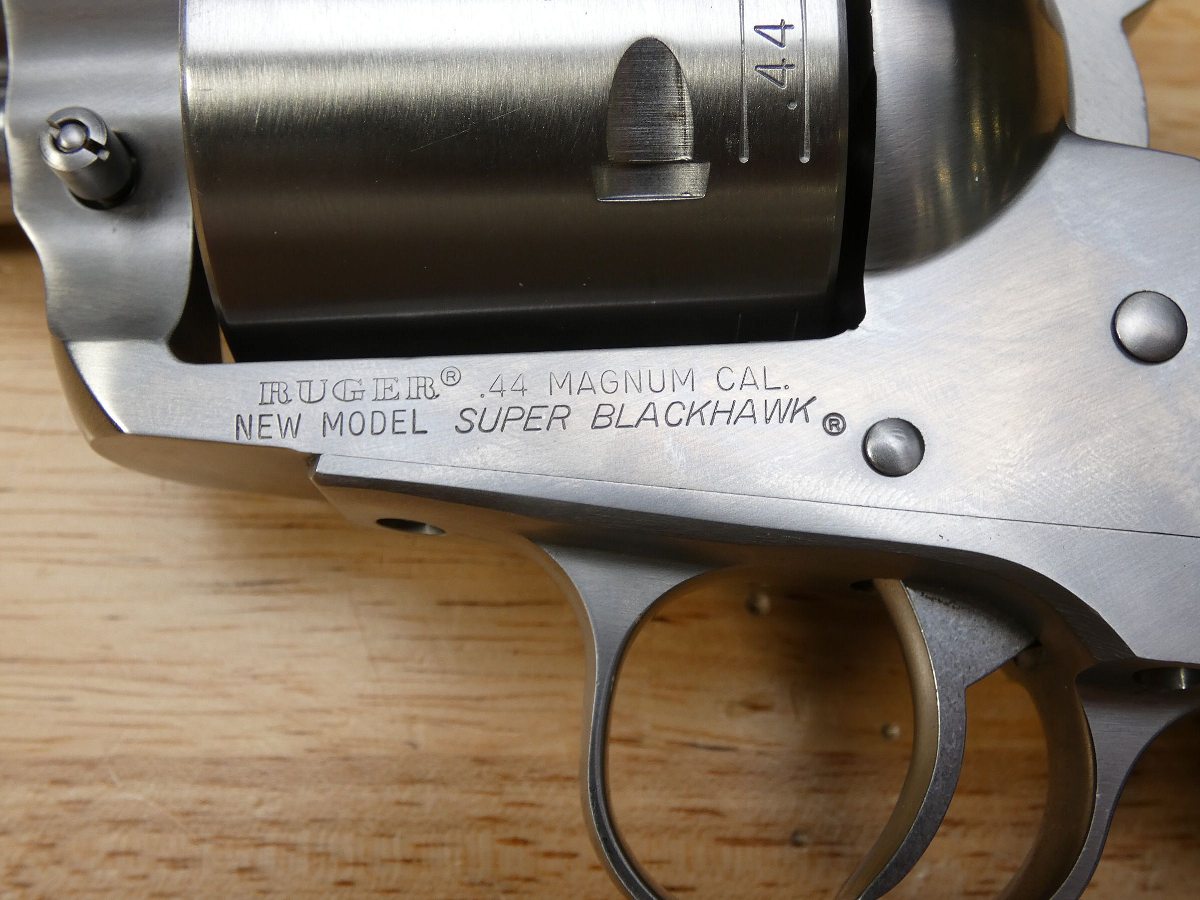 .44
RUGER® .44 MAGNUM CAL.
NEW MODEL SUPER BLACKHAWK®